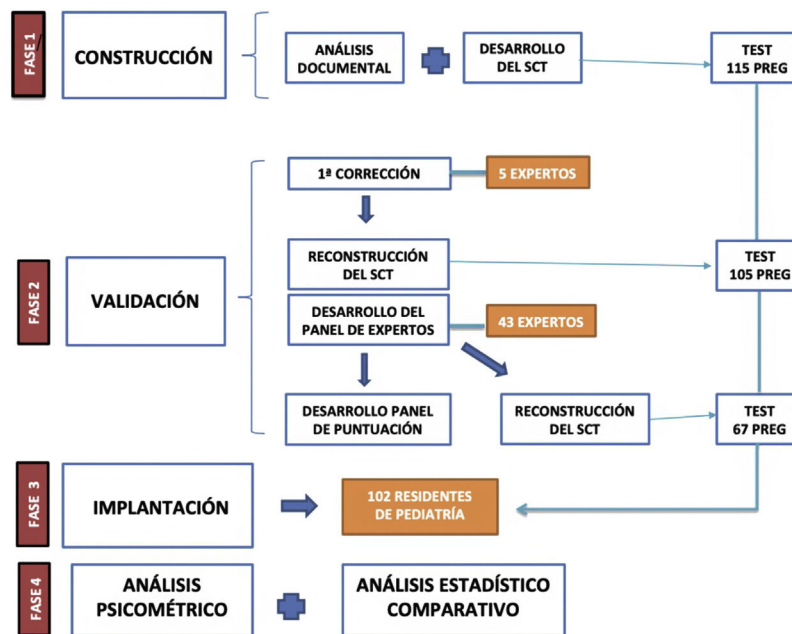 FASE 1
CONSTRUCCIÓN
ANÁLISIS
DOCUMENTAL
DESARROLLO
DEL SCT
TEST
115 PREG
FASE 2
VALIDACIÓN
1ª CORRECCIÓN
5 EXPERTOS
RECONSTRUCCIÓN
DEL SCT
TEST
105 PREG
DESARROLLO DEL
PANEL DE EXPERTOS
43 EXPERTOS
DESARROLLO PANEL
DE PUNTUACIÓN
RECONSTRUCCIÓN
DEL SCT
TEST
67 PREG
FASE 3
IMPLANTACIÓN
102 RESIDENTES
DE PEDIATRÍA
FASE 4
ANÁLISIS
PSICOMÉTRICO
ANÁLISIS ESTADÍSTICO
COMPARATIVO